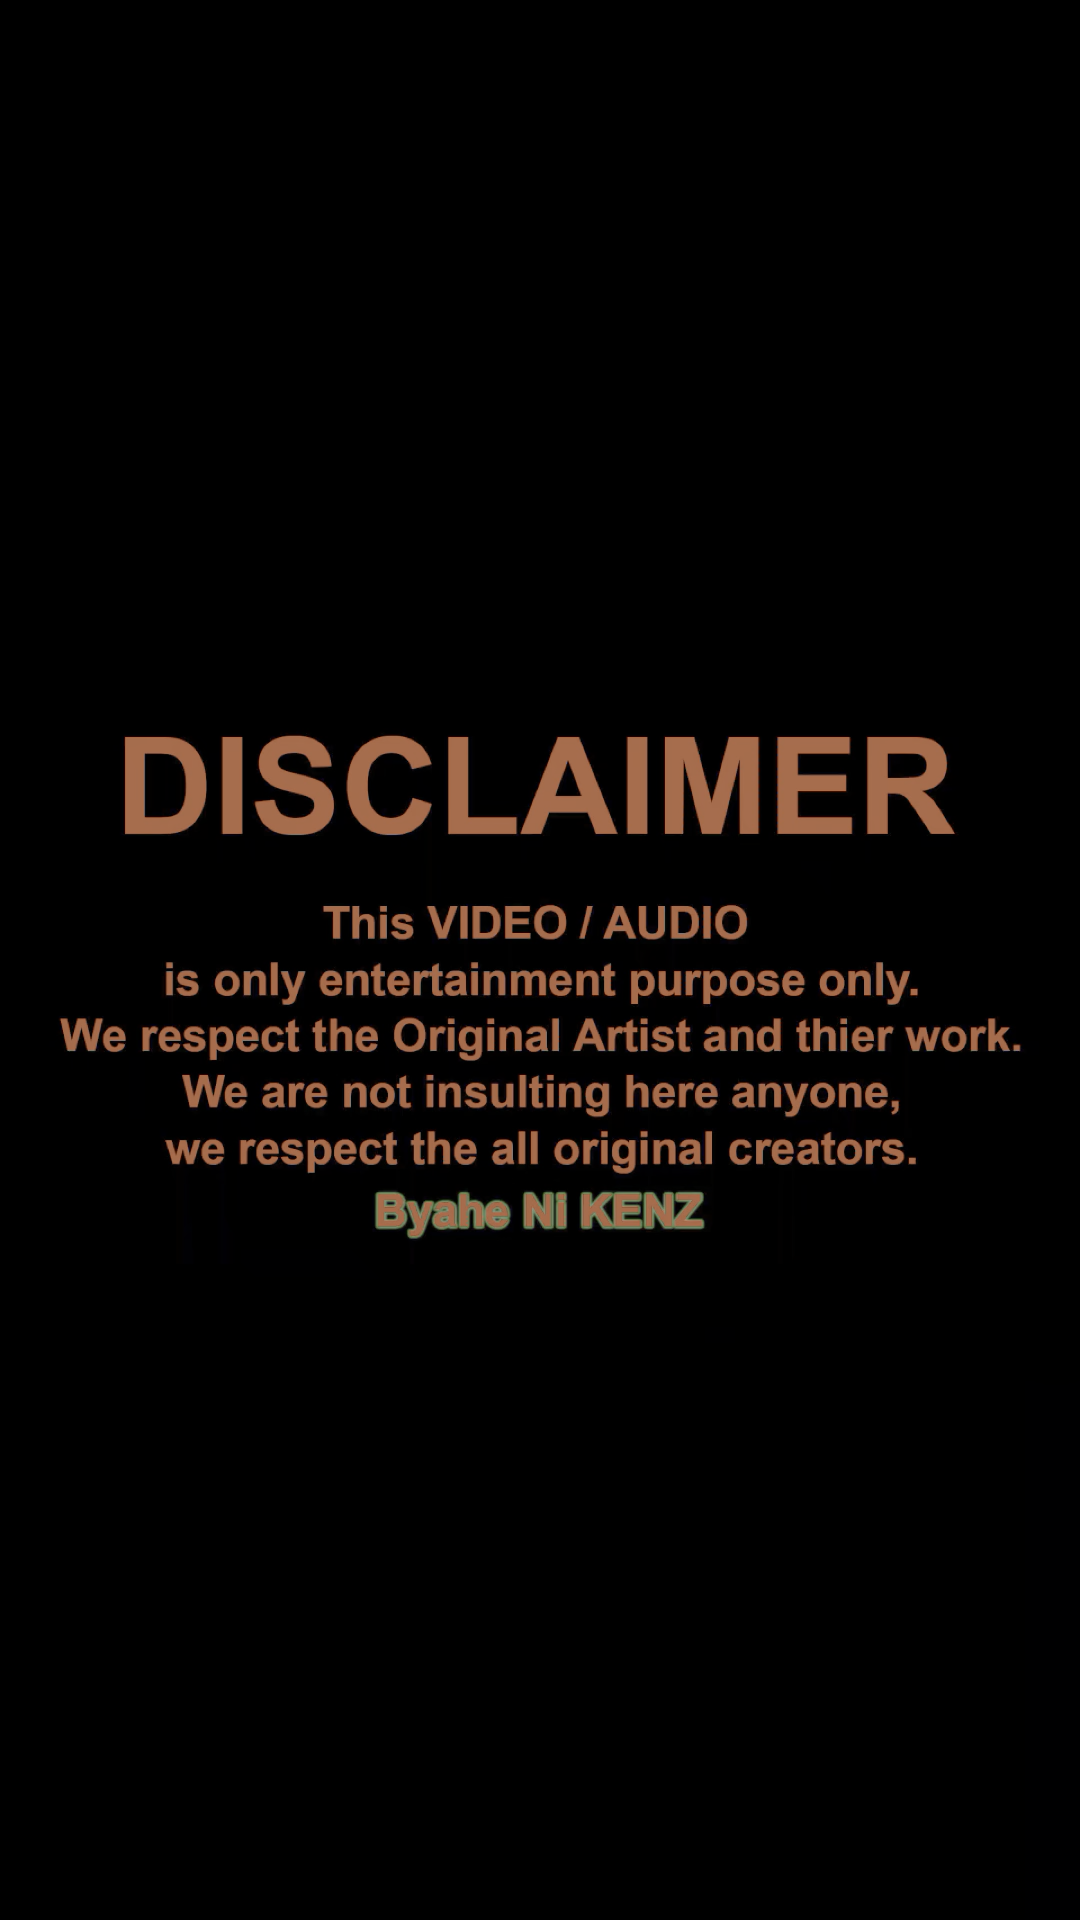 DISCLAIMER
This VIDEO / AUDIO
is only entertainment purpose only.
We respect the Original Artist and thier work.
We are not insulting here anyone,
we respect the all original creators.
Byahe Ni KENZ